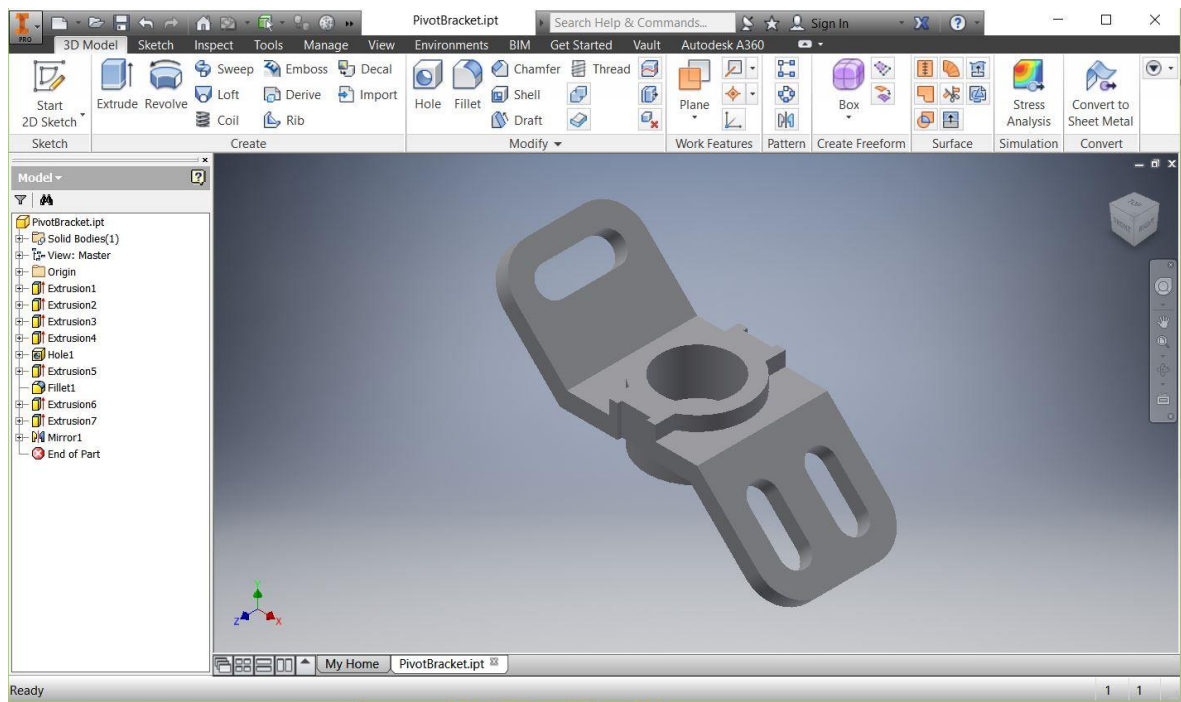 PivotBracket.ipt
Search Help & Commands...
Sign In
PRO
3D Model Sketch Inspect Tools Manage View Environments BIM Get Started Vault Autodesk A360
Start
2D Sketch
Extrude Revolve
Sweep Emboss Decal
Loft Derive Import
Coil Rib
Hole Fillet
Chamfer Thread
Shell
Draft
Plane
Box
Stress
Analysis
Convert to
Sheet Metal
Sketch Create Modify Work Features Pattern Create Freeform Surface Simulation Convert
Model
PivotBracket.ipt
Solid Bodies(1)
View: Master
Origin
Extrusion1
Extrusion2
Extrusion3
Extrusion4
Hole1
Extrusion5
Fillet1
Extrusion6
Extrusion7
Mirror1
End of Part
TOP
FRONT RIGHT
Y
Z X
My Home PivotBracket.ipt
Ready 1 1